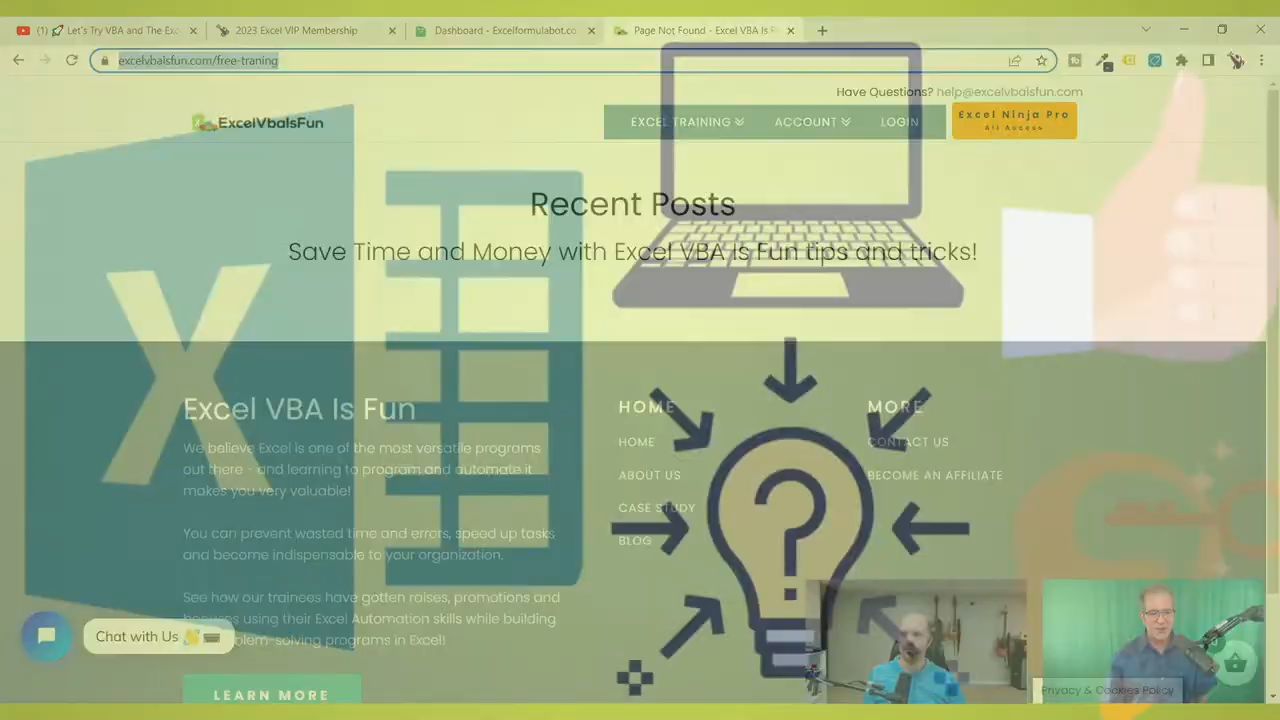 (1) 🚀 Let's Try VBA and The Exc
2023 Excel VIP Membership
Dashboard - Excelformulabot.co
Page Not Found - Excel VBA Is F
excelvbaisfun.com/free-traning
Have Questions? help@excelvbaisfun.com
ExcelVbaIsFun
EXCEL TRAINING
ACCOUNT
LOGIN
Excel Ninja Pro
All Access
Recent Posts
Save Time and Money with Excel VBA Is Fun tips and tricks!
X
Excel VBA Is Fun
We believe Excel is one of the most versatile programs
out there - and learning to program and automate it
makes you very valuable!
You can prevent wasted time and errors, speed up tasks
and become indispensable to your organization.
See how our trainees have gotten raises, promotions and
bonuses using their Excel Automation skills while building
oblem-solving programs in Excel!
LEARN MORE
HOME
HOME
ABOUT US
CASE STUDY
BLOG
MORE
CONTACT US
BECOME AN AFFILIATE
?
Chat with Us 👋
Privacy & Cookies Policy